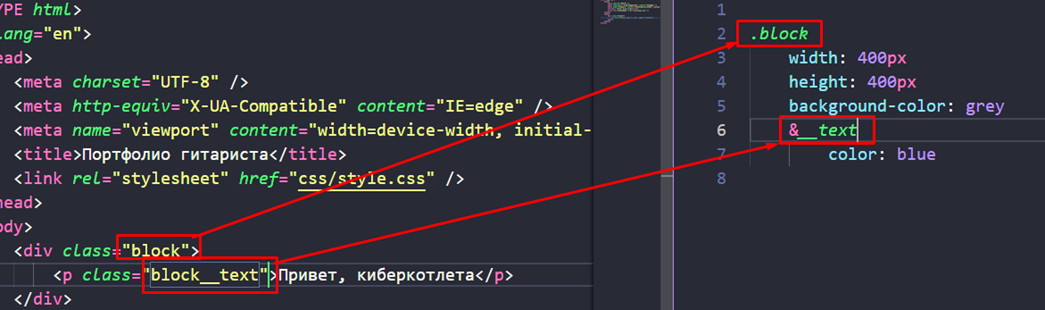 YPE html>
lang="en">
ead>
<meta charset="UTF-8" />
<meta http-equiv="X-UA-Compatible" content="IE=edge" />
<meta name="viewport" content="width=device-width, initial-
<title>Портфолио гитариста</title>
<link rel="stylesheet" href="css/style.css" />
head>
ody>
<div class="block">
<p class="block__text">Привет, киберкотлета</p>
</div>
1
2 .block
3 width: 400px
4 height: 400px
5 background-color: grey
6 &__text
7 color: blue
8